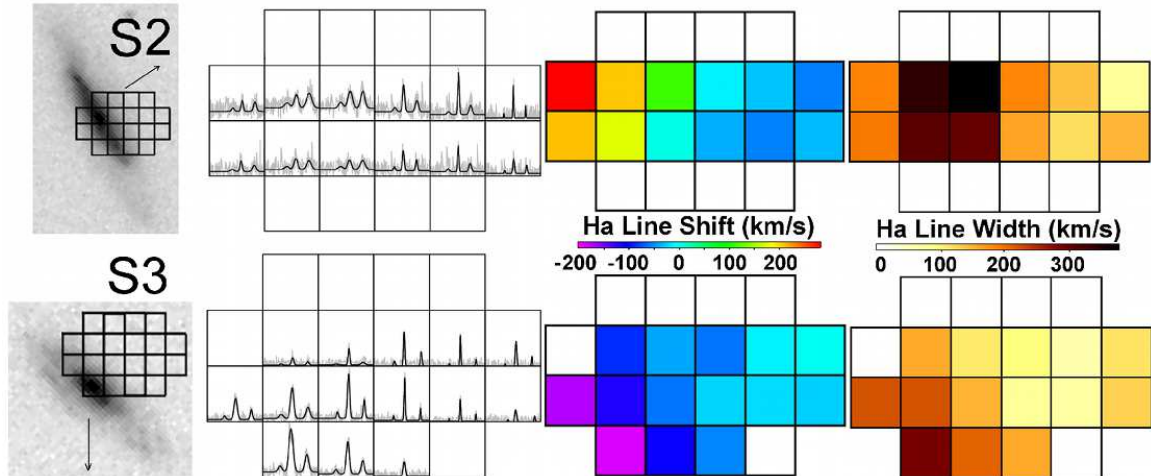 S2
Ha Line Shift (km/s)
-200 -100 0 100 200
Ha Line Width (km/s)
0 100 200 300
S3